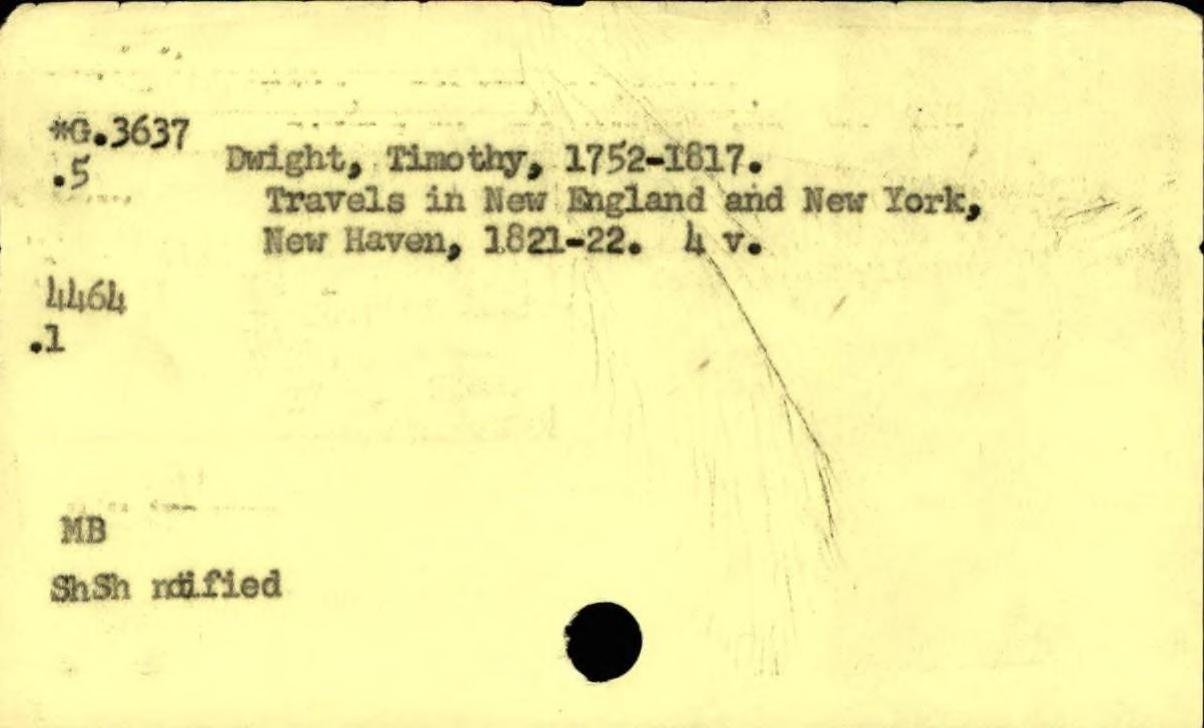 *G.3637
.5
Dwight, Timothy, 1752-1817.
Travels in New England and New York,
New Haven, 1821-22. 4 v.
4464
.1
MB
ShSh notified